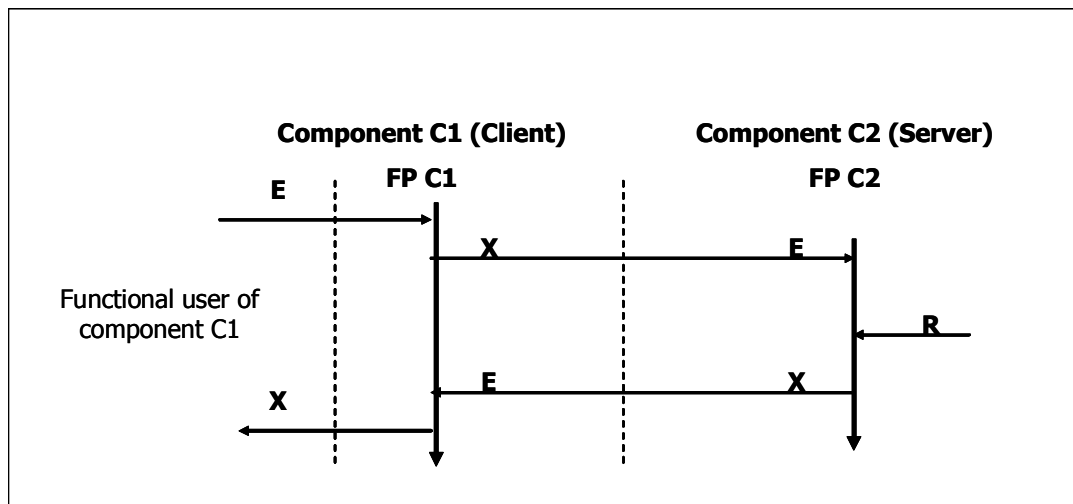 Component C1 (Client) Component C2 (Server)
FP C1 FP C2
E
X E
Functional user of
component C1
R
E X
X